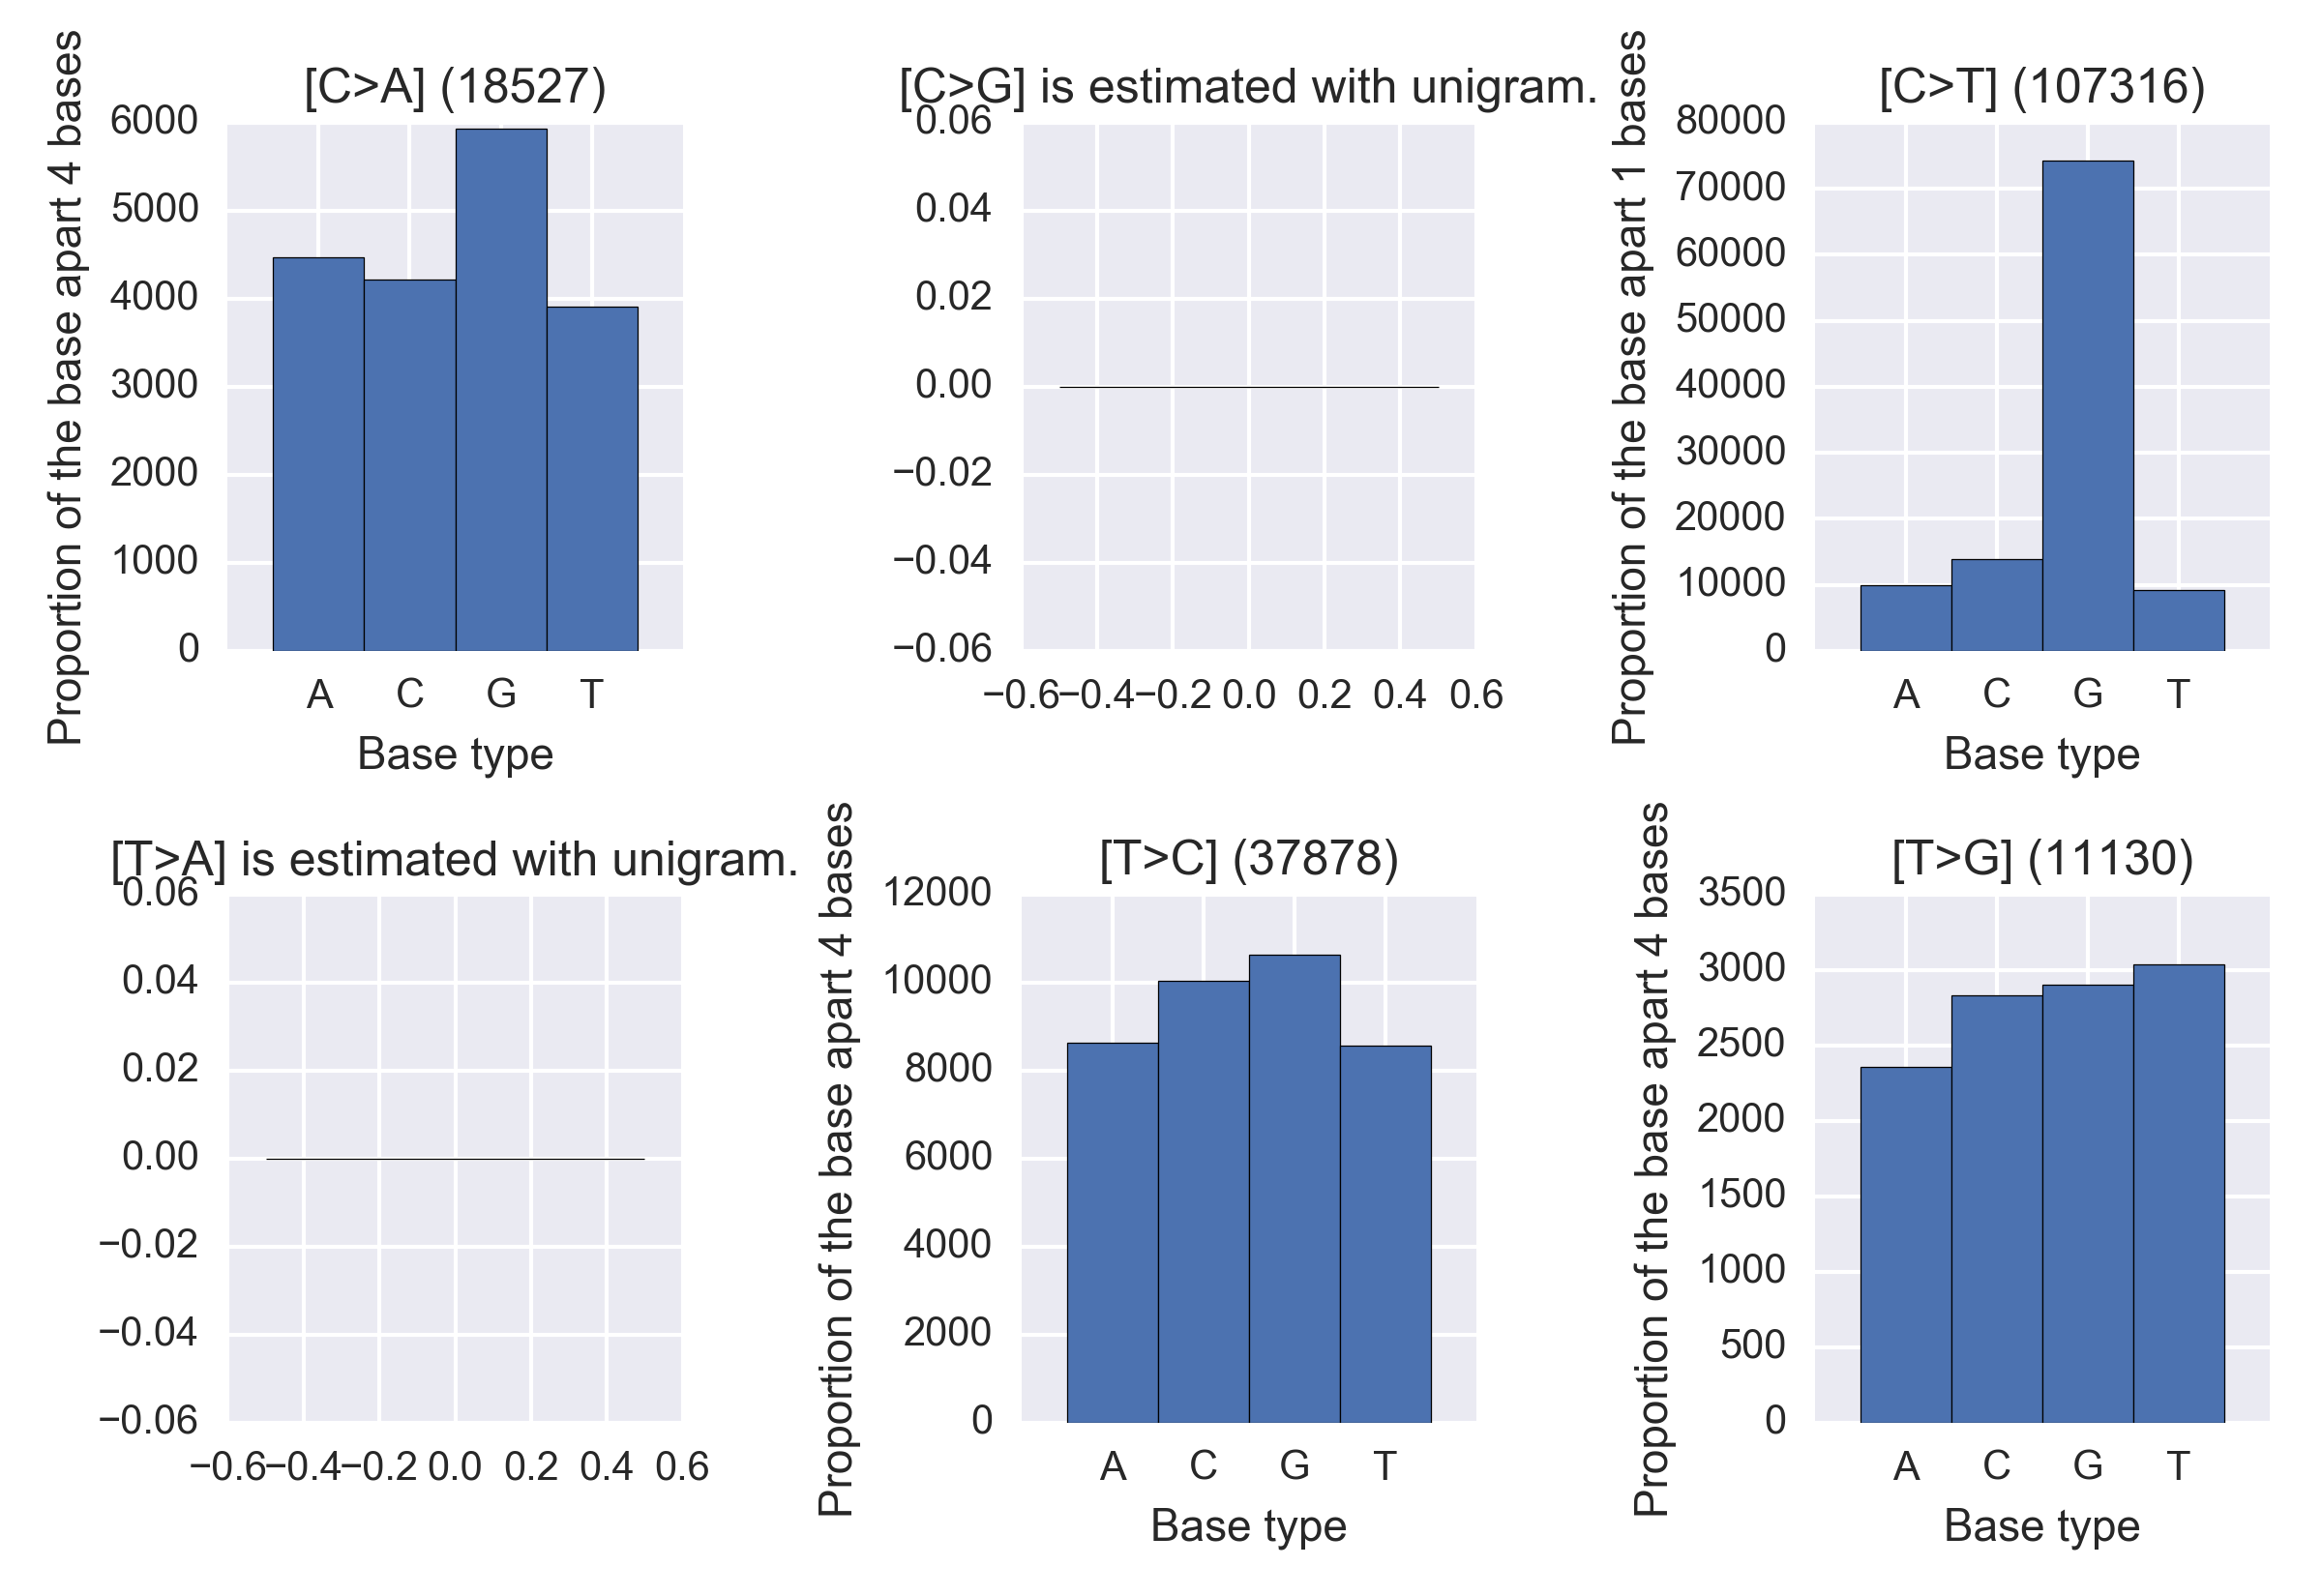 [C>A] (18527)
Proportion of the base apart 4 bases
6000
5000
4000
3000
2000
1000
0
A C G T
Base type
[C>G] is estimated with unigram.
0.06
0.04
0.02
0.00
−0.02
−0.04
−0.06
−0.6 −0.4 −0.2 0.0 0.2 0.4 0.6
[C>T] (107316)
Proportion of the base apart 1 bases
80000
70000
60000
50000
40000
30000
20000
10000
0
A C G T
Base type
[T>A] is estimated with unigram.
0.06
0.04
0.02
0.00
−0.02
−0.04
−0.06
−0.6 −0.4 −0.2 0.0 0.2 0.4 0.6
[T>C] (37878)
Proportion of the base apart 4 bases
12000
10000
8000
6000
4000
2000
0
A C G T
Base type
[T>G] (11130)
Proportion of the base apart 4 bases
3500
3000
2500
2000
1500
1000
500
0
A C G T
Base type